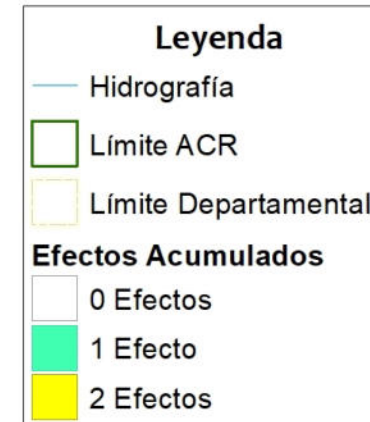 Leyenda
Hidrografía
Límite ACR
Límite Departamental
Efectos Acumulados
0 Efectos
1 Efecto
2 Efectos